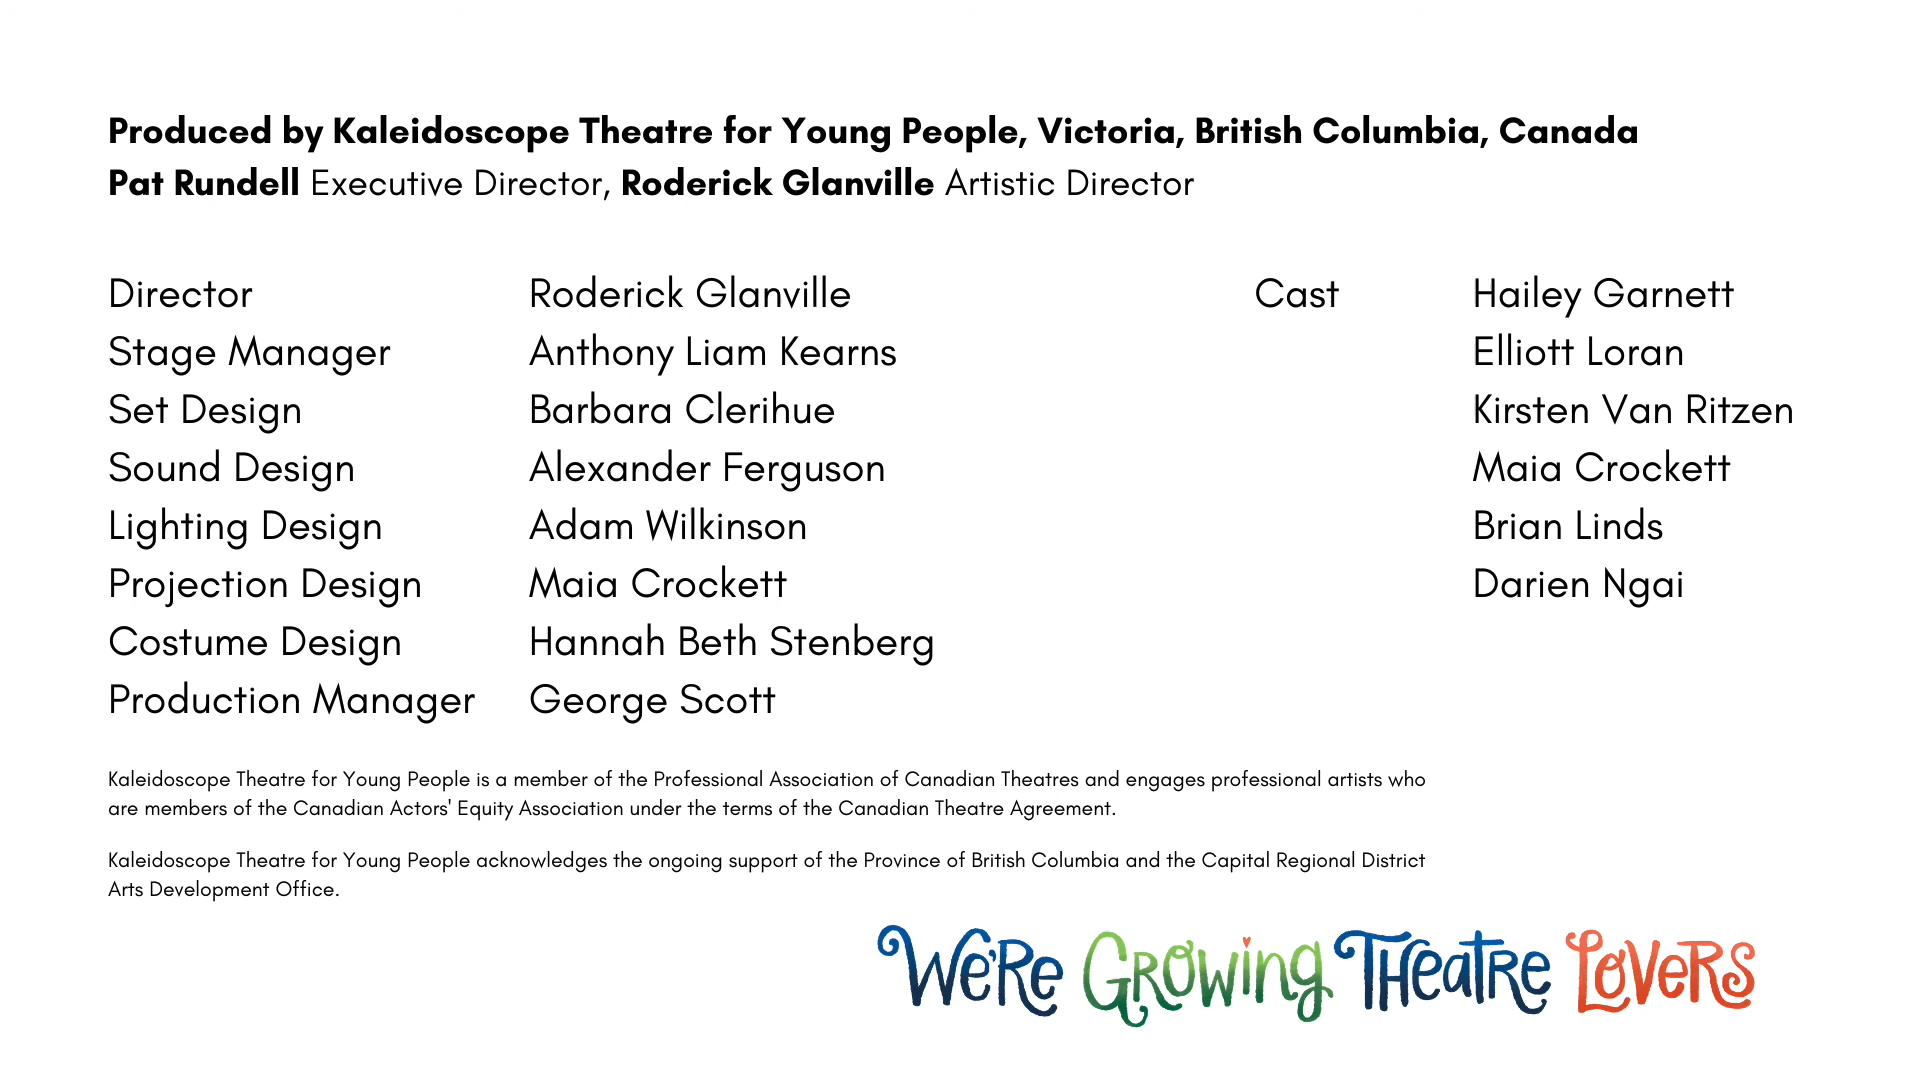 Produced by Kaleidoscope Theatre for Young People, Victoria, British Columbia, Canada
Pat Rundell Executive Director, Roderick Glanville Artistic Director
Director Roderick Glanville
Stage Manager Anthony Liam Kearns
Set Design Barbara Clerihue
Sound Design Alexander Ferguson
Lighting Design Adam Wilkinson
Projection Design Maia Crockett
Costume Design Hannah Beth Stenberg
Production Manager George Scott
Cast Hailey Garnett
Elliott Loran
Kirsten Van Ritzen
Maia Crockett
Brian Linds
Darien Ngai
Kaleidoscope Theatre for Young People is a member of the Professional Association of Canadian Theatres and engages professional artists who
are members of the Canadian Actors' Equity Association under the terms of the Canadian Theatre Agreement.
Kaleidoscope Theatre for Young People acknowledges the ongoing support of the Province of British Columbia and the Capital Regional District
Arts Development Office.
We're Growing Theatre Lovers